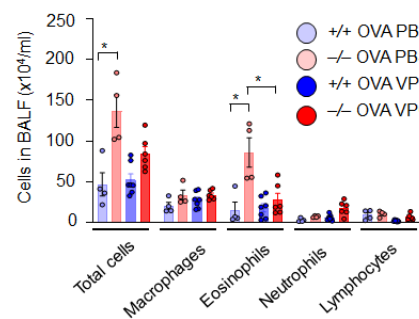 Cells in BALF (x10⁴/ml)
250
200
150
100
50
0
*
*
*
+/+ OVA PB
–/– OVA PB
+/+ OVA VP
–/– OVA VP
Total cells
Macrophages
Eosinophils
Neutrophils
Lymphocytes